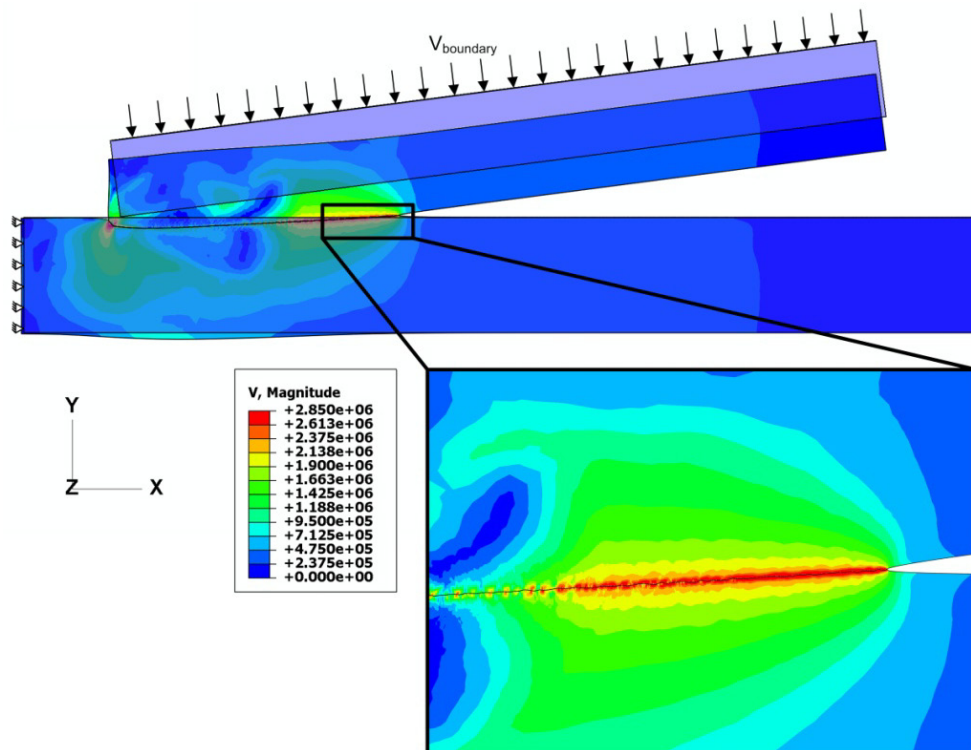 Vboundary
V, Magnitude
+2.850e+06
+2.613e+06
+2.375e+06
+2.138e+06
+1.900e+06
+1.663e+06
+1.425e+06
+1.188e+06
+9.500e+05
+7.125e+05
+4.750e+05
+2.375e+05
+0.000e+00
Y
Z X